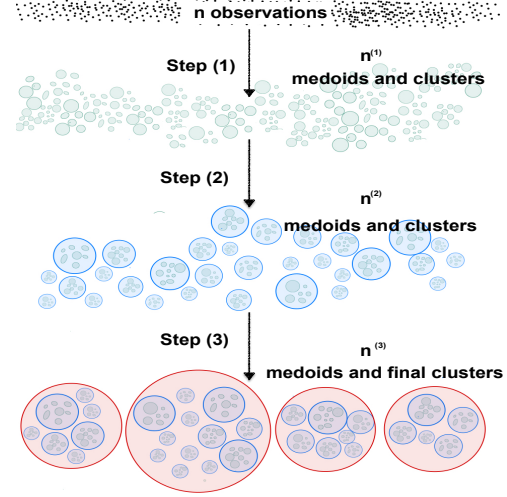 n observations
Step (1)
n(1)
medoids and clusters
Step (2)
n(2)
medoids and clusters
Step (3)
n(3)
medoids and final clusters